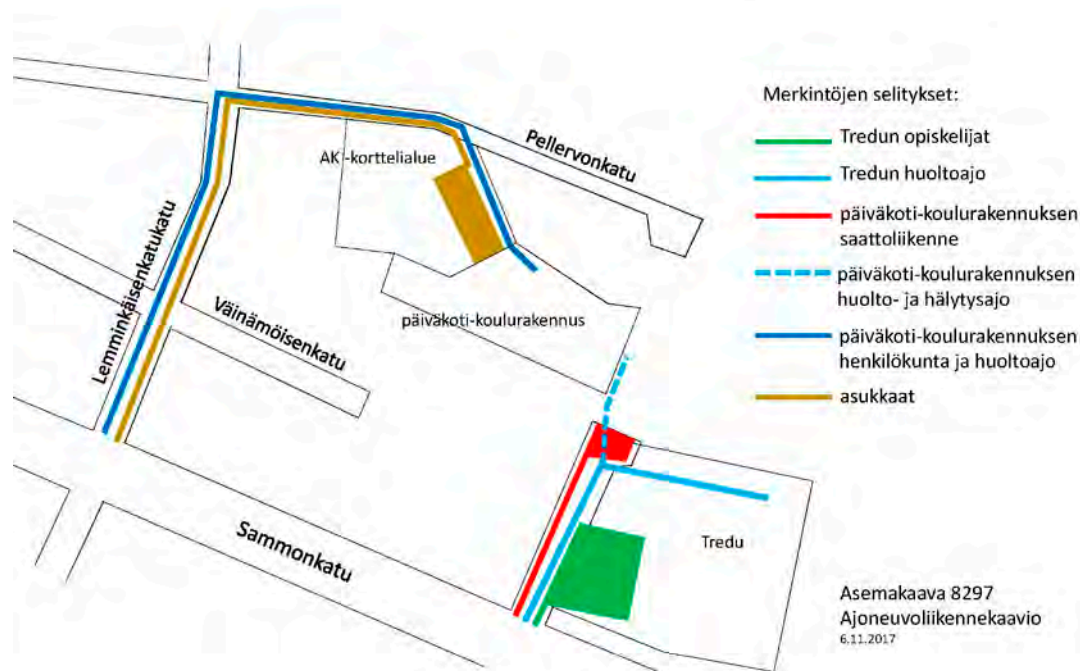 Merkintöjen selitykset:
Tredun opiskelijat
Tredun huoltoajo
päiväkoti-koulurakennuksen
saattoliikenne
päiväkoti-koulurakennuksen
huolto- ja hälytysajo
päiväkoti-koulurakennuksen
henkilökunta ja huoltoajo
asukkaat
Pellervonkatu
AK -korttelialue
Lemminkäisenkatukatu
Väinämöisenkatu
päiväkoti-koulurakennus
Sammonkatu
Tredu
Asemakaava 8297
Ajoneuvoliikennekaavio
6.11.2017